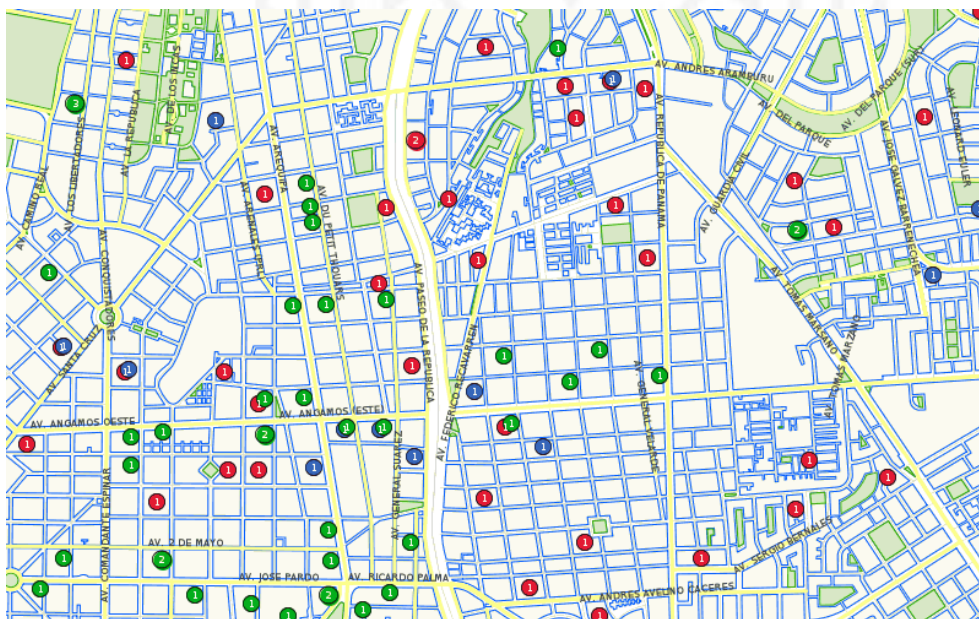 AV. ANDRES ARAMBURU
AV. DEL PARQUE (SUR)
AV. DE LOS INCAS
AV. LA REPUBLICA
AV. DEL PARQUE
AV. LOS LIBERTADORES
AV. AREQUIPA
AV. REPUBLICA DE PANAMA
AV. JOSE GALVEZ BARRENECHEA
AV. GUARDIA CIVIL
AV. CAMINO REAL
AV. DU PETIT THOUARS
AV. CONQUISTADORES
AV. PASEO DE LA REPUBLICA
AV. TOMAS MARSANO
AV. SANTA CRUZ
AV. FEDERICO RECAVARREN
AV. TOMAS MARZANO
AV. GENERAL VELARDE
AV. ANGAMOS OESTE
AV. ANGAMOS (ESTE)
AV. GENERAL SUAREZ
AV. COMANDANTE ESPINAR
AV. 2 DE MAYO
AV. SERGIO BERNALES
AV. JOSE PARDO
AV. RICARDO PALMA
AV. ANDRES AVELINO CACERES